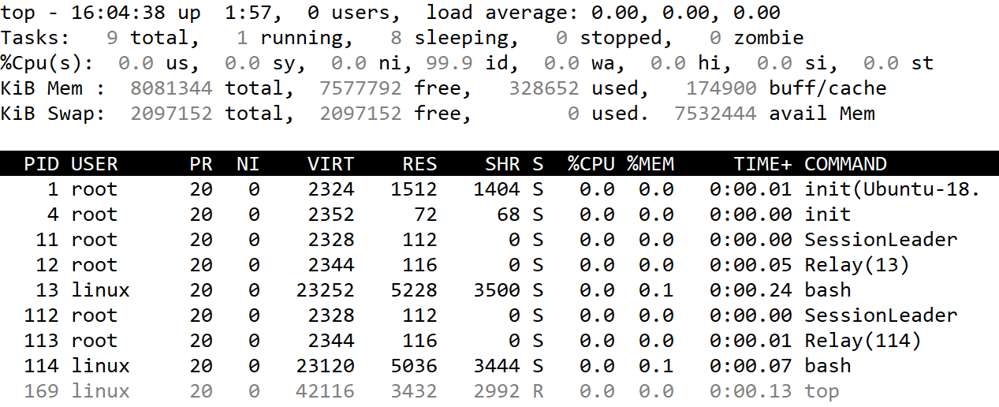 top - 16:04:38 up  1:57,  0 users,  load average: 0.00, 0.00, 0.00
Tasks:   9 total,   1 running,   8 sleeping,   0 stopped,   0 zombie
%Cpu(s):  0.0 us,  0.0 sy,  0.0 ni, 99.9 id,  0.0 wa,  0.0 hi,  0.0 si,  0.0 st
KiB Mem :  8081344 total,  7577792 free,   328652 used,   174900 buff/cache
KiB Swap:  2097152 total,  2097152 free,        0 used.  7532444 avail Mem
  PID USER      PR  NI    VIRT    RES    SHR S  %CPU %MEM     TIME+ COMMAND
    1 root      20   0    2324   1512   1404 S   0.0  0.0   0:00.01 init(Ubuntu-18.
    4 root      20   0    2352     72     68 S   0.0  0.0   0:00.00 init
   11 root      20   0    2328    112      0 S   0.0  0.0   0:00.00 SessionLeader
   12 root      20   0    2344    116      0 S   0.0  0.0   0:00.05 Relay(13)
   13 linux     20   0   23252   5228   3500 S   0.0  0.1   0:00.24 bash
  112 root      20   0    2328    112      0 S   0.0  0.0   0:00.00 SessionLeader
  113 root      20   0    2344    116      0 S   0.0  0.0   0:00.01 Relay(114)
  114 linux     20   0   23120   5036   3444 S   0.0  0.1   0:00.07 bash
  169 linux     20   0   42116   3432   2992 R   0.0  0.0   0:00.13 top